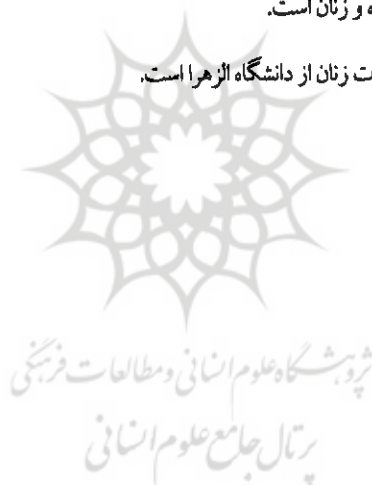 ه و زنان است.
ت زنان از دانشگاه الزهرا است.
پژوهشگاه علوم انسانی و مطالعات فرهنگی
پرتال جامع علوم انسانی